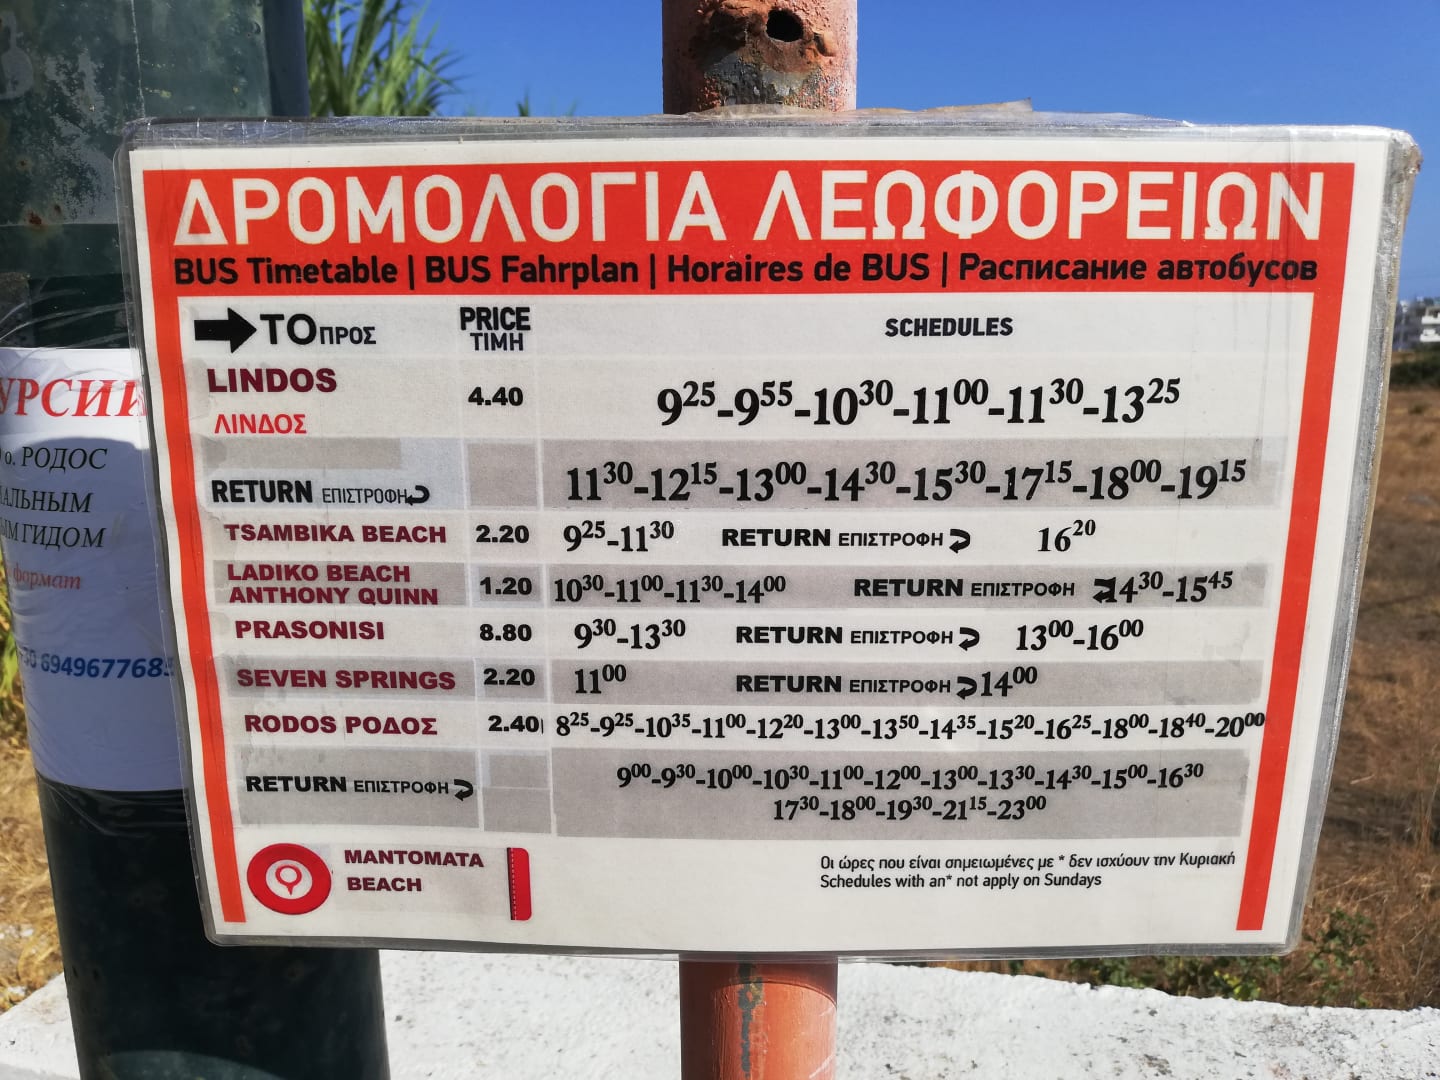 ΔΡΟΜΟΛΟΓΙΑ ΛΕΩΦΟΡΕΙΩΝ
BUS Timetable | BUS Fahrplan | Horaires de BUS | Расписание автобусов
TO ΠΡΟΣ PRICE ΤΙΜΗ SCHEDULES
LINDOS ΛΙΝΔΟΣ 4.40 9²⁵-9⁵⁵-10³⁰-11⁰⁰-11³⁰-13²⁵
RETURN ΕΠΙΣΤΡΟΦΗ 11³⁰-12¹⁵-13⁰⁰-14³⁰-15³⁰-17¹⁵-18⁰⁰-19¹⁵
TSAMBIKA BEACH 2.20 9²⁵-11³⁰ RETURN ΕΠΙΣΤΡΟΦΗ 16²⁰
LADIKO BEACH
ANTHONY QUINN 1.20 10³⁰-11⁰⁰-11³⁰-14⁰⁰ RETURN ΕΠΙΣΤΡΟΦΗ 14³⁰-15⁴⁵
PRASONISI 8.80 9³⁰-13³⁰ RETURN ΕΠΙΣΤΡΟΦΗ 13⁰⁰-16⁰⁰
SEVEN SPRINGS 2.20 11⁰⁰ RETURN ΕΠΙΣΤΡΟΦΗ 14⁰⁰
RODOS ΡΟΔΟΣ 2.40 8²⁵-9²⁵-10³⁵-11⁰⁰-12²⁰-13⁰⁰-13⁵⁰-14³⁵-15²⁰-16²⁵-18⁰⁰-18⁴⁰-20⁰⁰
RETURN ΕΠΙΣΤΡΟΦΗ 9⁰⁰-9³⁰-10⁰⁰-10³⁰-11⁰⁰-12⁰⁰-13⁰⁰-13³⁰-14³⁰-15⁰⁰-16³⁰
17³⁰-18⁰⁰-19³⁰-21¹⁵-23⁰⁰
MANTOMATA
BEACH
Οι ώρες που είναι σημειωμένες με * δεν ισχύουν την Κυριακή
Schedules with an* not apply on Sundays
о. РОДОС
ГИДОМ
формат